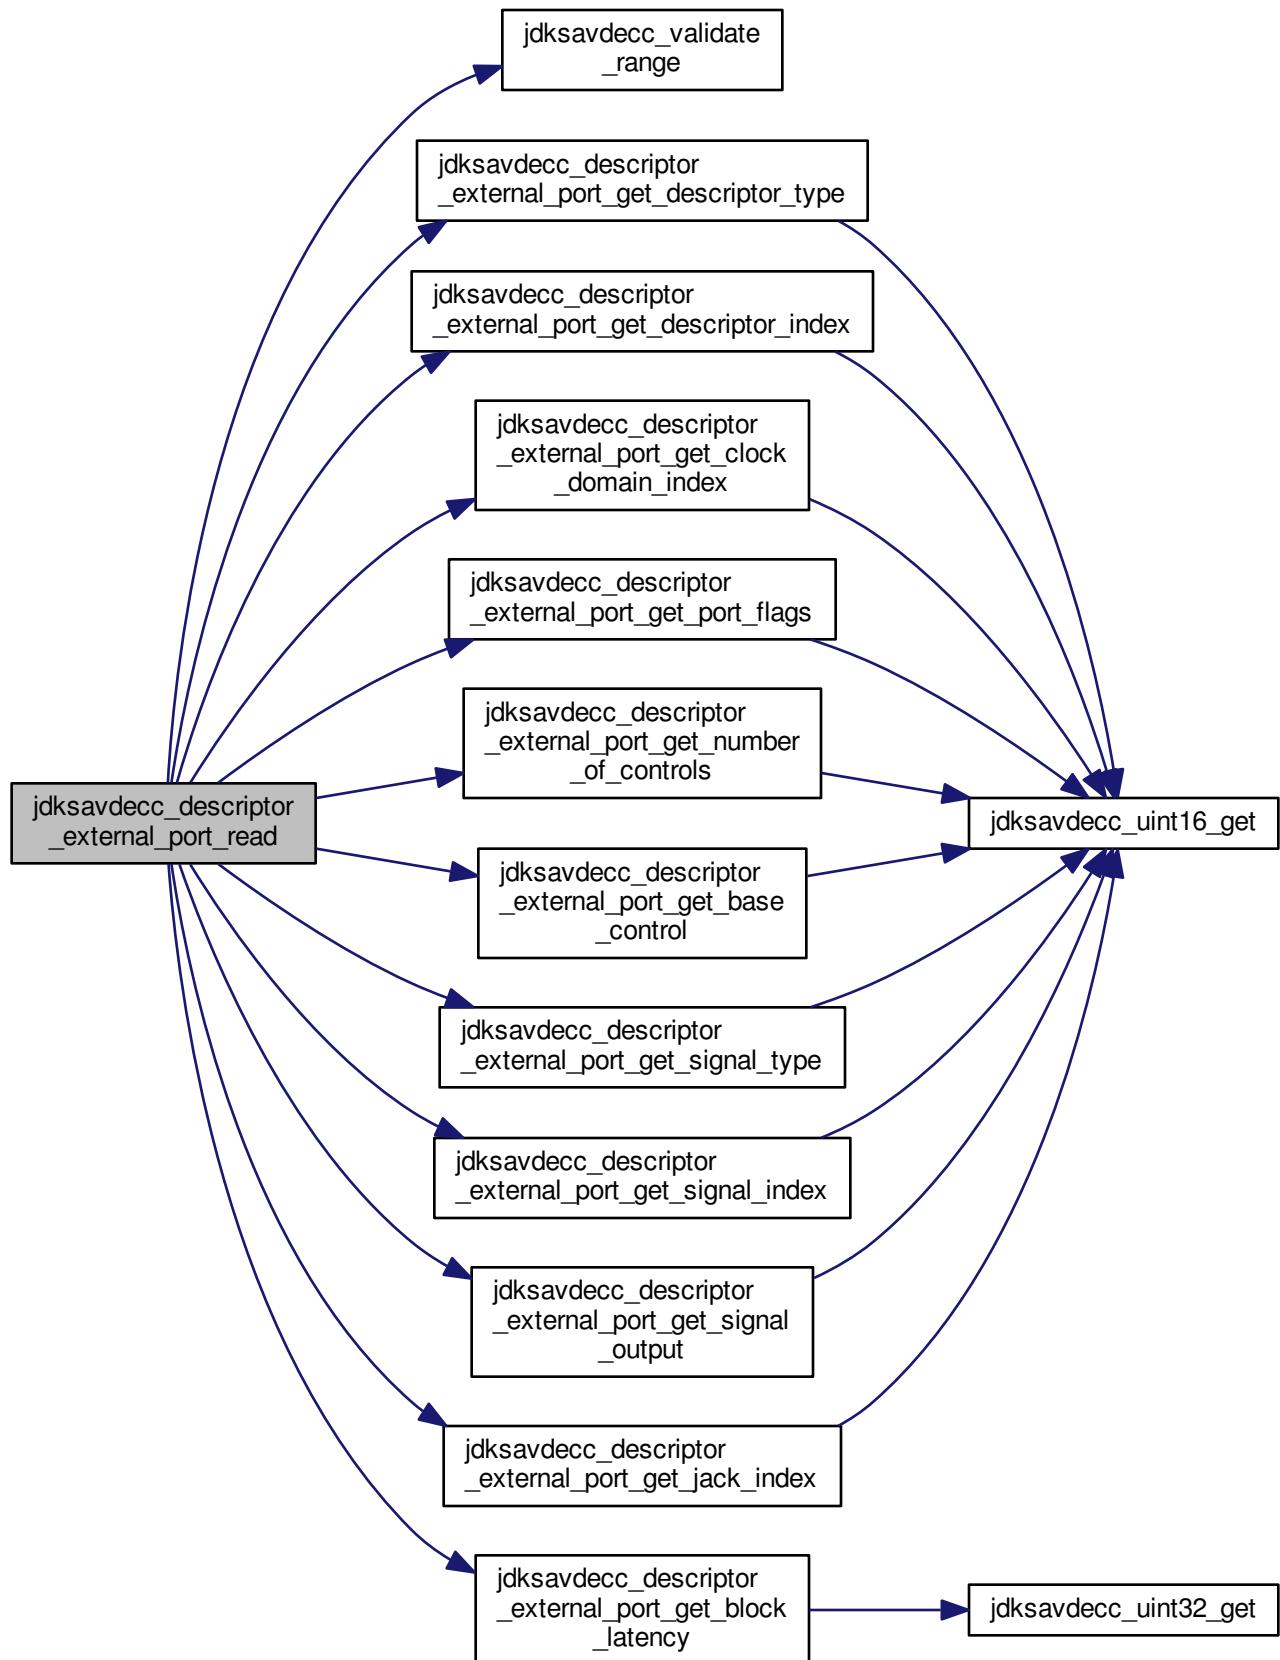 jdksavdecc_validate
_range
jdksavdecc_descriptor
_external_port_get_descriptor_type
jdksavdecc_descriptor
_external_port_get_descriptor_index
jdksavdecc_descriptor
_external_port_get_clock
_domain_index
jdksavdecc_descriptor
_external_port_get_port_flags
jdksavdecc_descriptor
_external_port_get_number
_of_controls
jdksavdecc_descriptor
_external_port_read
jdksavdecc_uint16_get
jdksavdecc_descriptor
_external_port_get_base
_control
jdksavdecc_descriptor
_external_port_get_signal_type
jdksavdecc_descriptor
_external_port_get_signal_index
jdksavdecc_descriptor
_external_port_get_signal
_output
jdksavdecc_descriptor
_external_port_get_jack_index
jdksavdecc_descriptor
_external_port_get_block
_latency
jdksavdecc_uint32_get